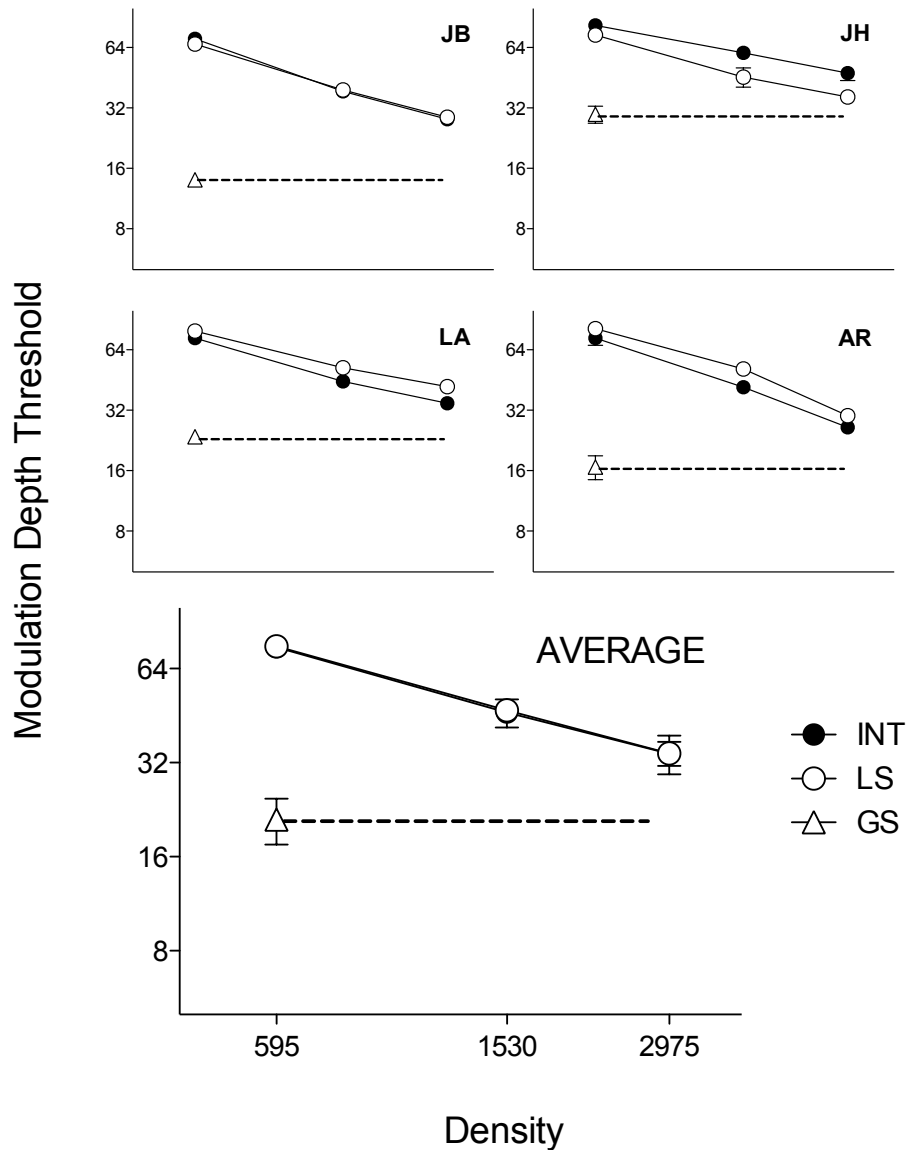 Modulation Depth Threshold
JB
64
32
16
8
JH
64
32
16
8
LA
64
32
16
8
AR
64
32
16
8
AVERAGE
64
32
16
8
595 1530 2975
Density
INT
LS
GS